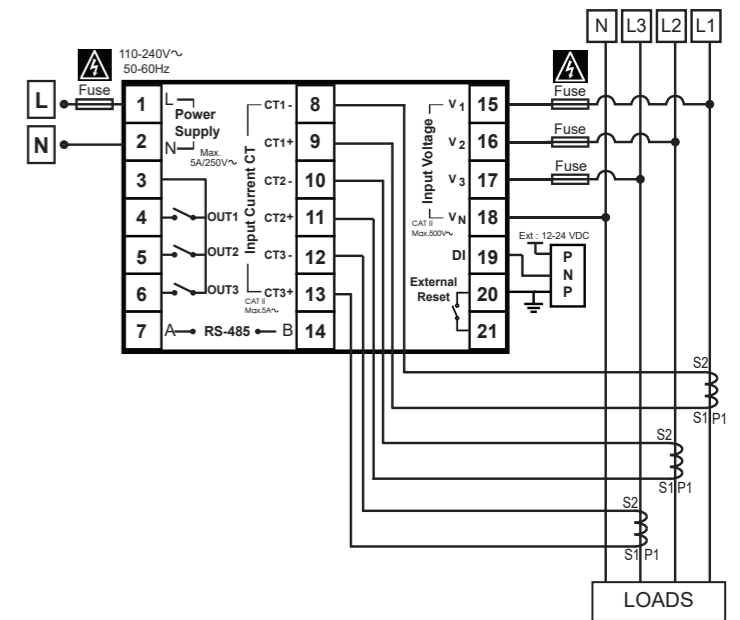 N L3 L2 L1
110-240V~
50-60Hz
Fuse
L
N
1 L
Power
Supply
2 N
Max.
5A/250V~
3
4 OUT1
5 OUT2
6 OUT3
7 A RS-485 B 14
Input Current CT
CT1- 8
CT1+ 9
CT2- 10
CT2+ 11
CT3- 12
CT3+ 13
CAT II
Max.5A~
Input Voltage
V1 15
V2 16
V3 17
VN 18
CAT II
Max.500V~
DI 19
External
Reset
20
21
Fuse
Fuse
Fuse
Ext : 12-24 VDC
P
N
P
S2
S1 P1
S2
S1 P1
S2
S1 P1
LOADS